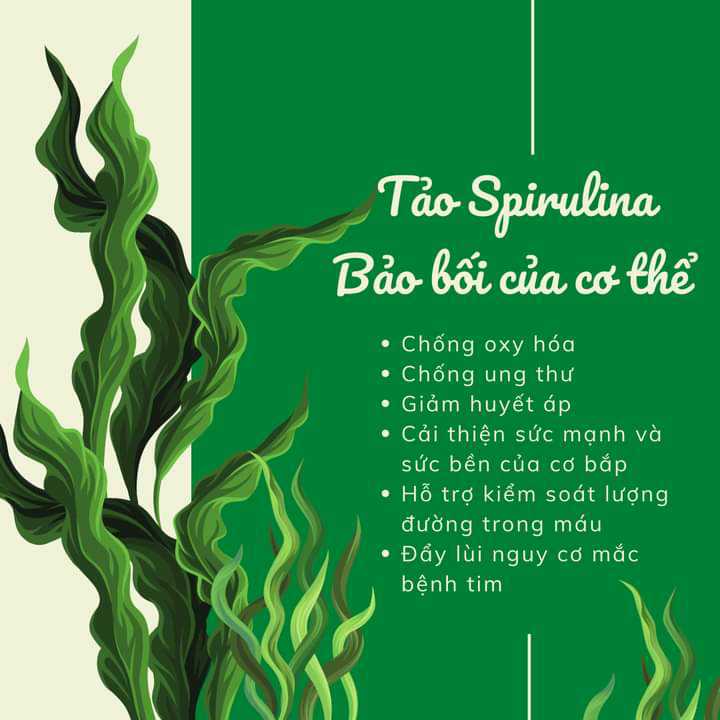 Tảo Spirulina
Bảo bối của cơ thể
• Chống oxy hóa
• Chống ung thư
• Giảm huyết áp
• Cải thiện sức mạnh và
sức bền của cơ bắp
• Hỗ trợ kiểm soát lượng
đường trong máu
• Đẩy lùi nguy cơ mắc
bệnh tim